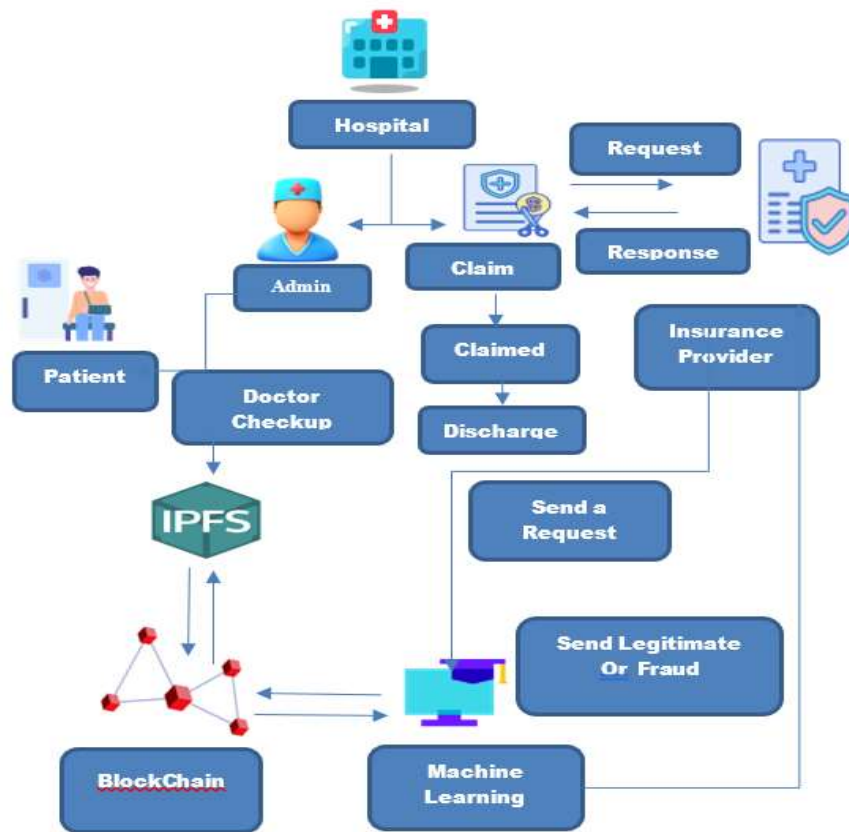 Hospital
Request
Response
Admin
Claim
Insurance
Provider
Claimed
Patient
Doctor
Checkup
Discharge
IPFS
Send a
Request
Send Legitimate
Or Fraud
BlockChain
Machine
Learning